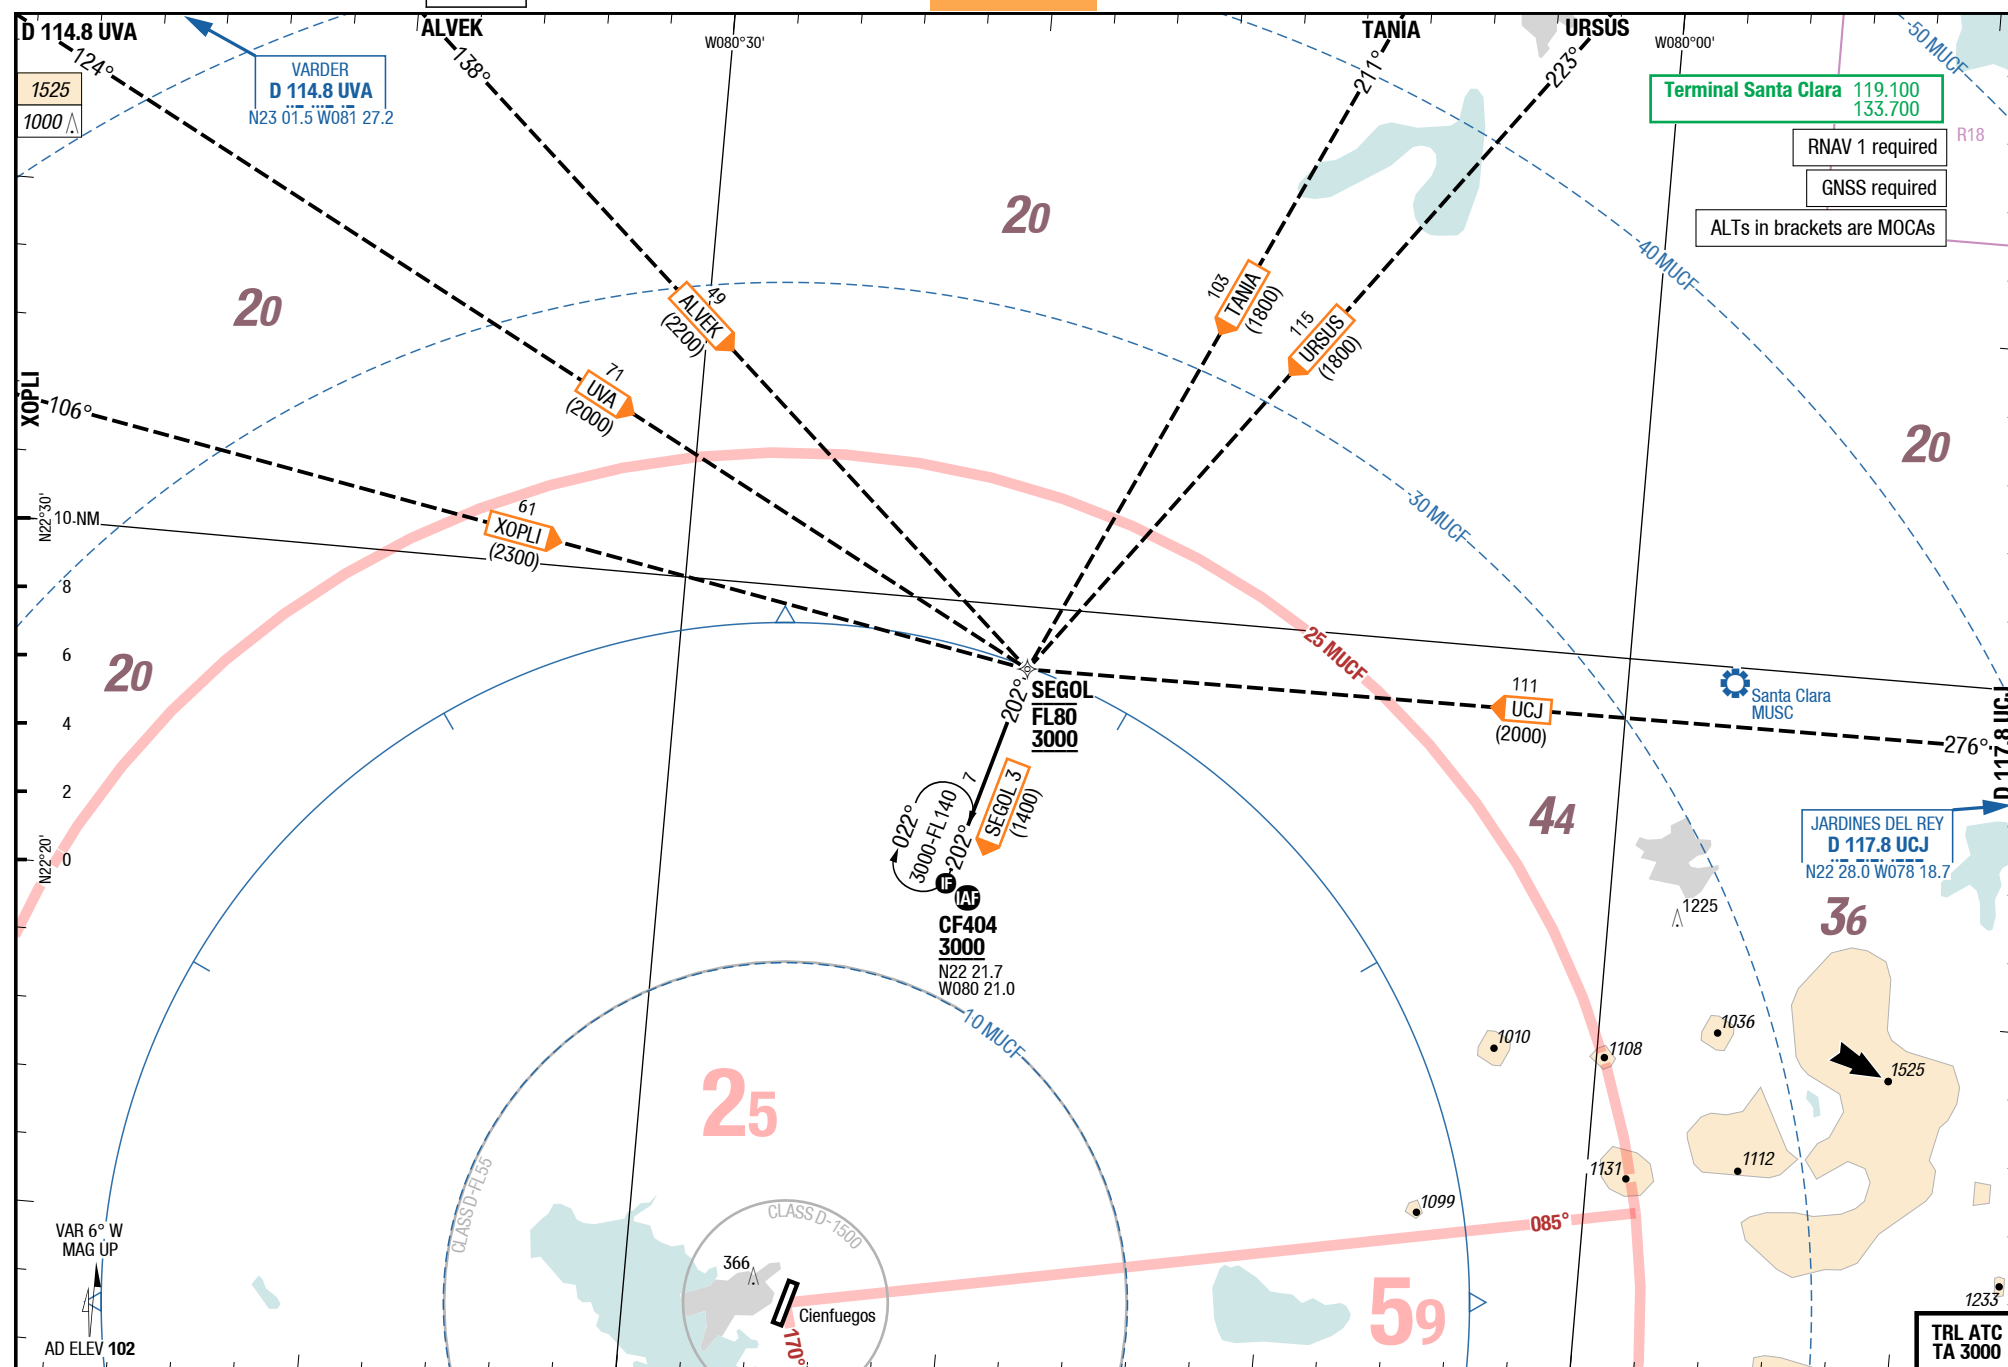 D 114.8 UVA
ALVEK
TANIA
URSUS
W080°30'
W080°00'
50 MUCF
124°
138°
211°
223°
VARDER
D 114.8 UVA
N23 01.5 W081 27.2
1525
1000
Terminal Santa Clara 119.100
133.700
R18
RNAV 1 required
GNSS required
ALTs in brackets are MOCAs
20
20
40 MUCF
49
ALVEK
(2200)
103
TANIA
(1800)
115
URSUS
(1800)
71
UVA
(2000)
XOPLI
106°
20
30 MUCF
61
XOPLI
(2300)
N22°30'
10 NM
8
6
4
2
0
N22°20'
20
25 MUCF
SEGOL
FL80
3000
202°
111
UCJ
(2000)
Santa Clara
MUSC
276°
D 117.8 UCJ
7
SEGOL 3
(1400)
022°
3000-FL140
202°
IF
IAF
CF404
3000
N22 21.7
W080 21.0
44
JARDINES DEL REY
D 117.8 UCJ
N22 28.0 W078 18.7
1225
36
10 MUCF
1010
1108
1036
1525
25
1131
1112
1099
CLASS D-FL55
CLASS D-1500
085°
VAR 6° W
MAG UP
366
Cienfuegos
170°
59
1233
AD ELEV 102
TRL ATC
TA 3000